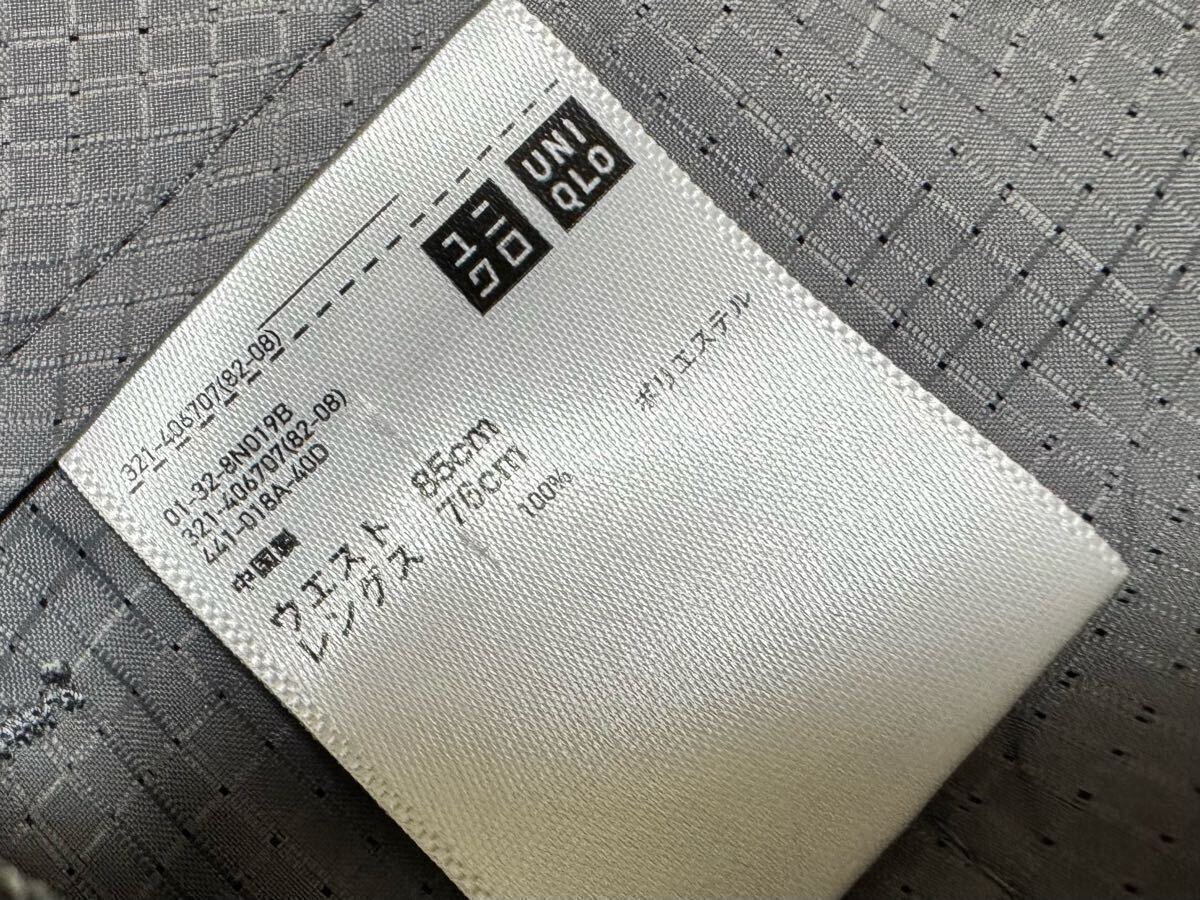 ユニ
クロ
UNI
QLO
321-406707(82-08)
01-32-8N019B
321-406707(82-08)
441-018A-40D
中国製
ウエスト 85cm
レングス 76cm
100% ポリエステル